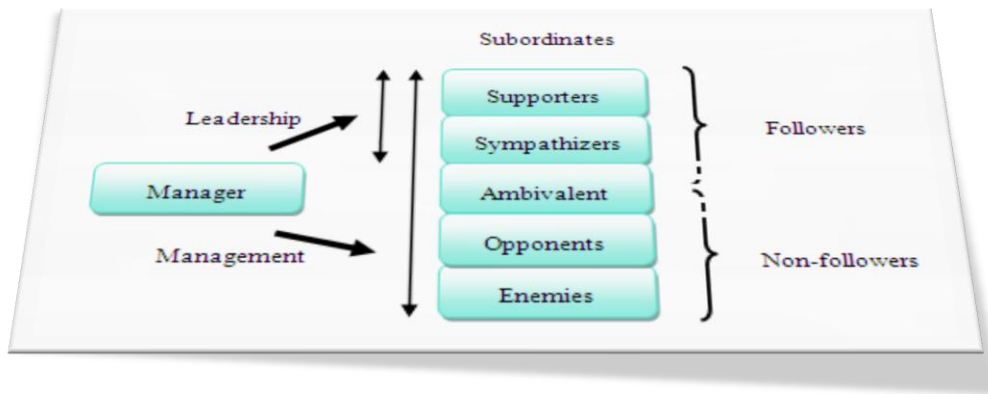 Subordinates
Supporters
Leadership
Sympathizers
Followers
Manager
Ambivalent
Management
Opponents
Non-followers
Enemies